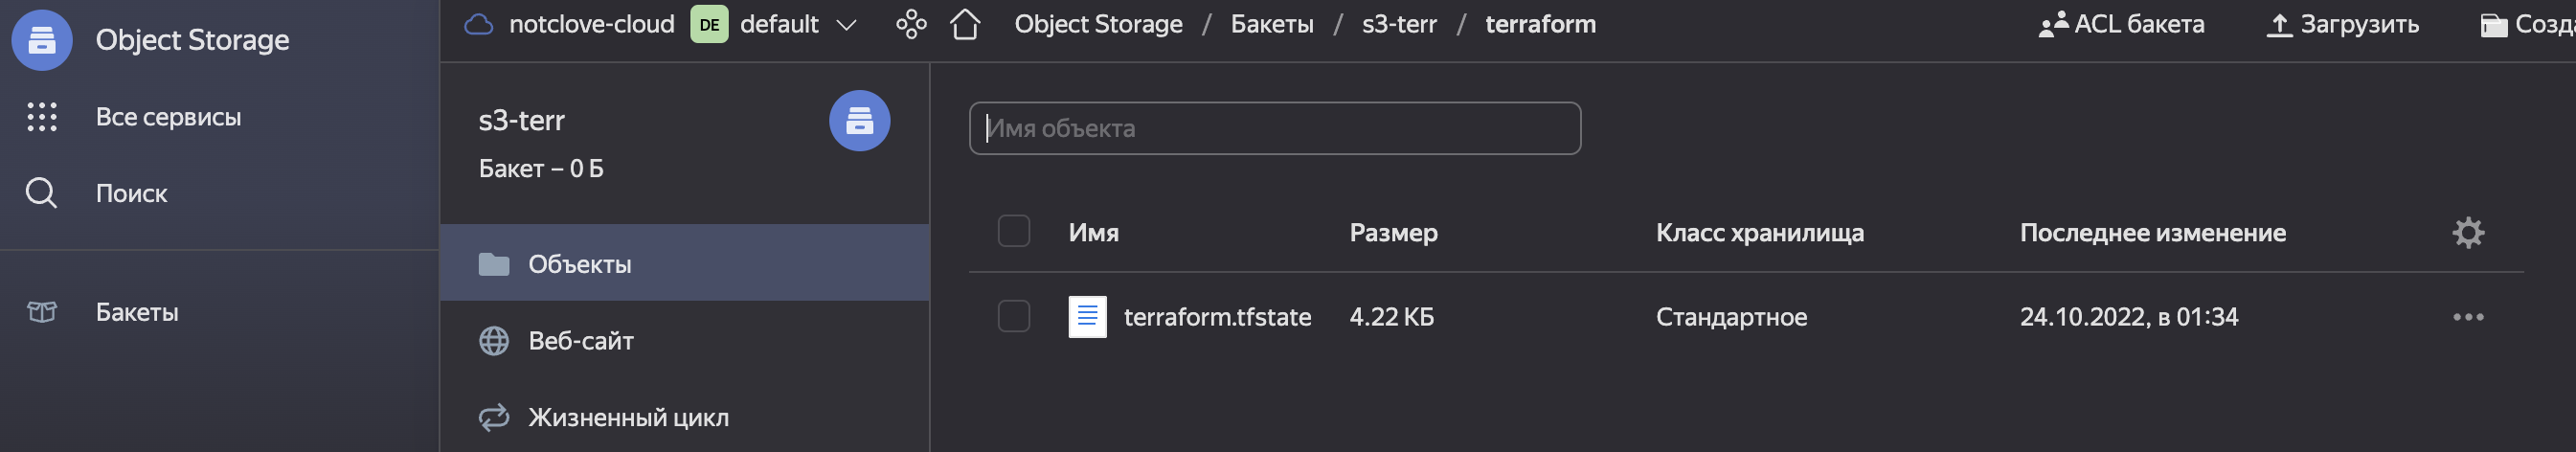 Object Storage
Все сервисы
Поиск
Бакеты
notclove-cloud DE default
Object Storage / Бакеты / s3-terr / terraform
ACL бакета
Загрузить
s3-terr
Бакет – 0 Б
Объекты
Веб-сайт
Жизненный цикл
Имя объекта
Имя Размер Класс хранилища Последнее изменение
terraform.tfstate 4.22 КБ Стандартное 24.10.2022, в 01:34